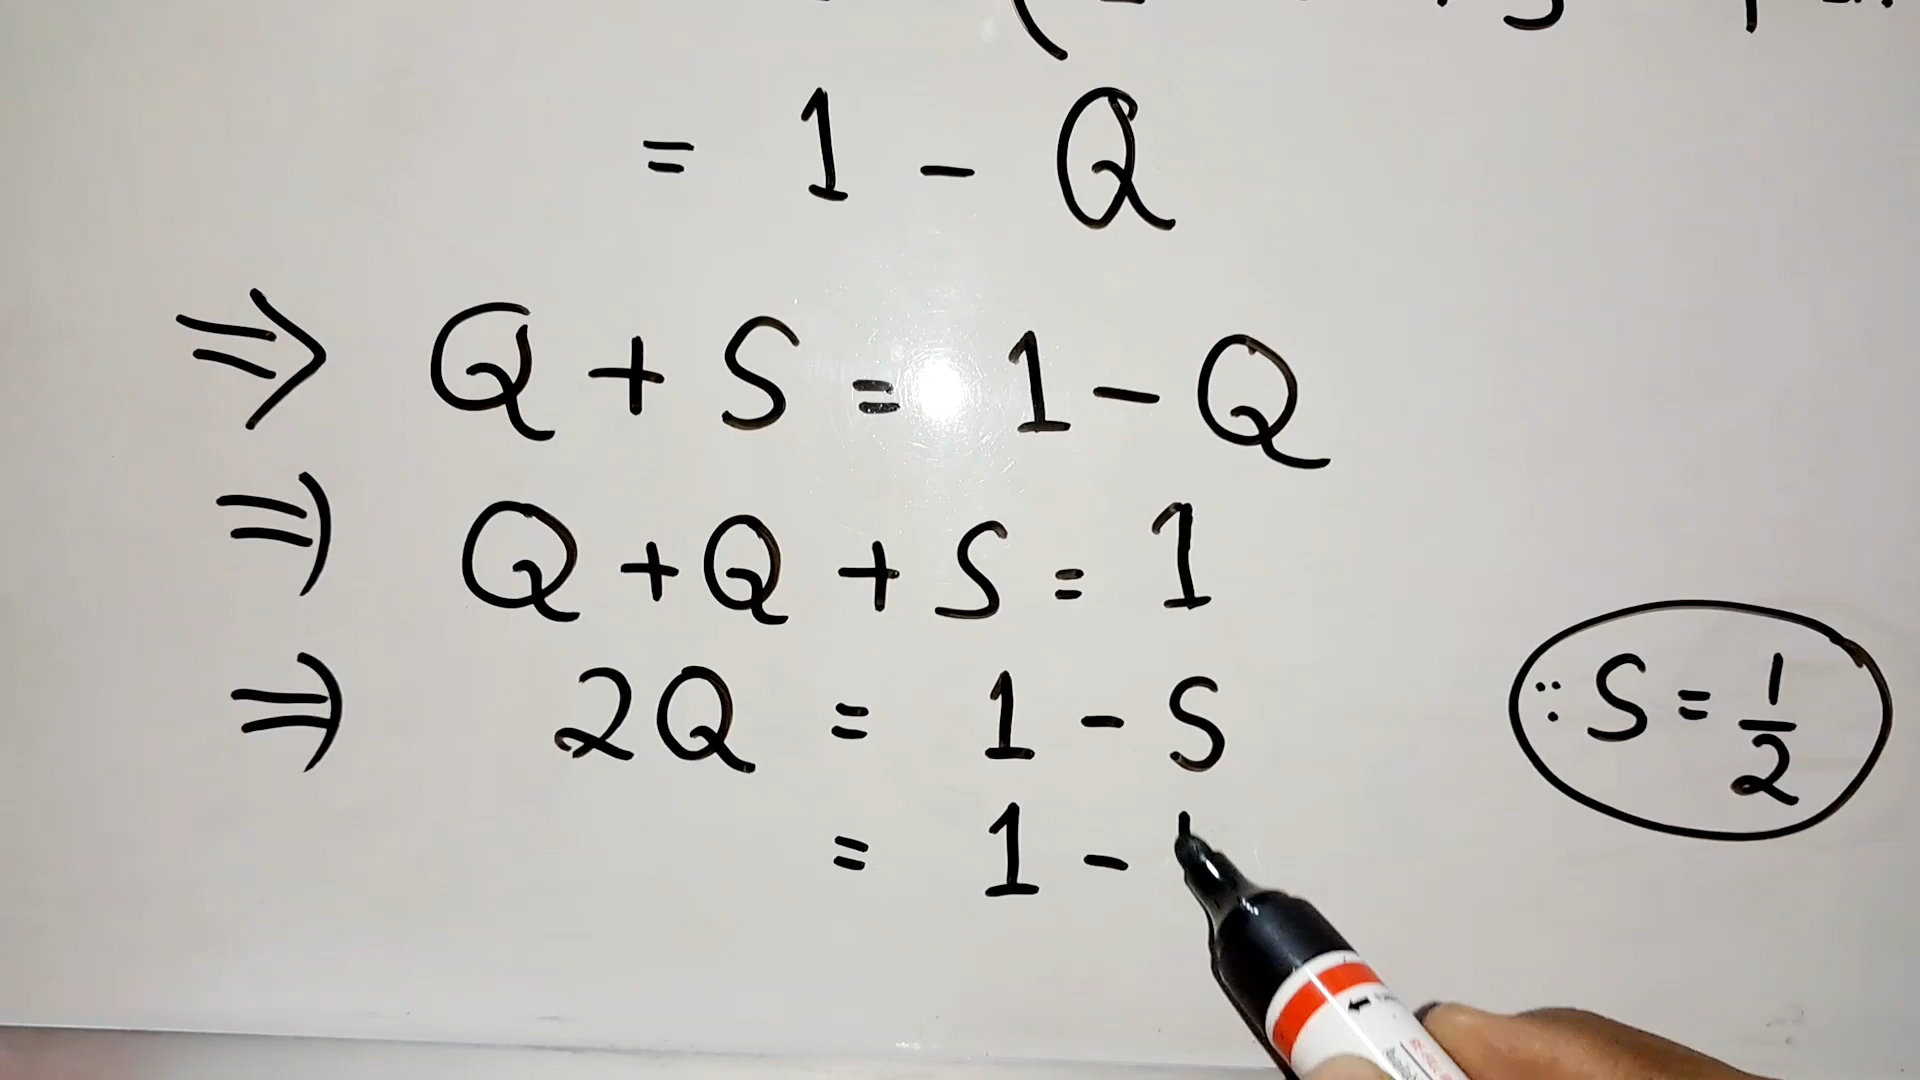 = 1 - Q
⇒ Q + S = 1 - Q
⇒ Q + Q + S = 1
⇒ 2Q = 1 - S
∵ S = 1/2
= 1 -